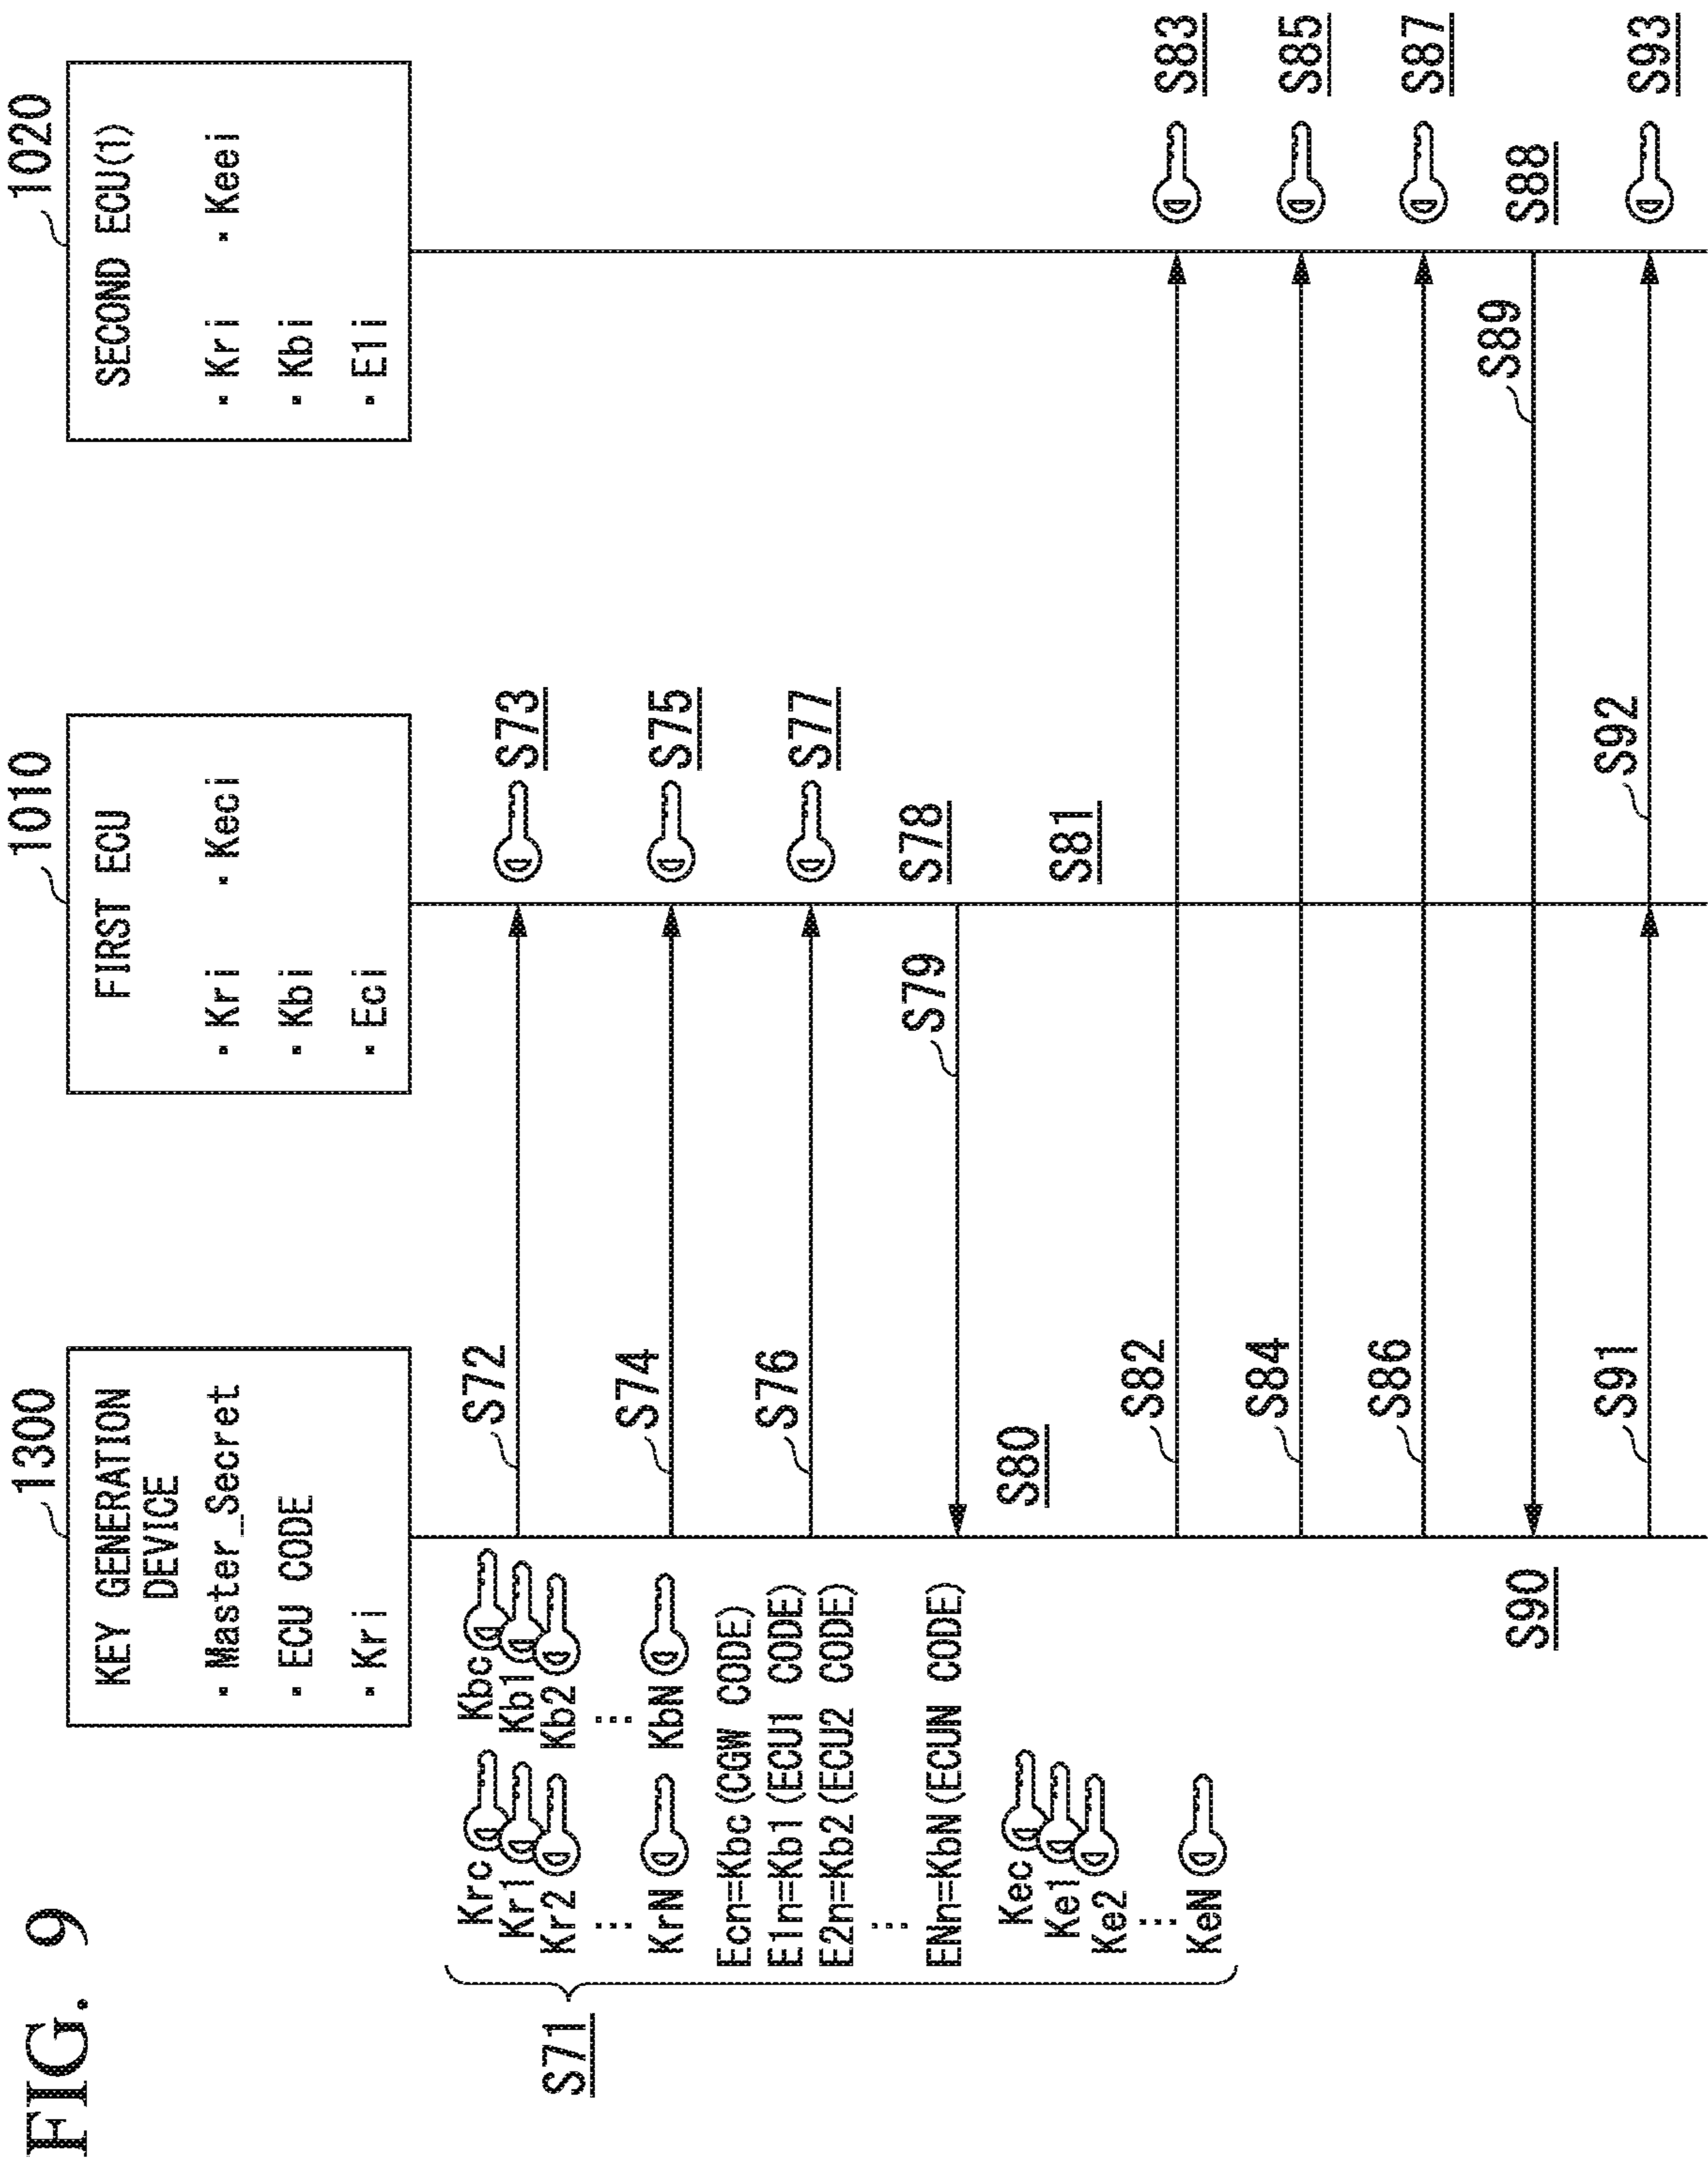 FIG. 9
1300
KEY GENERATION
DEVICE
・Master_Secret
・ECU CODE
・Kri
1010
FIRST ECU
・Kri ・Keci
・Kbi
・Eci
1020
SECOND ECU(1)
・Kri ・Keei
・Kbi
・E1i
S71
Krc Kbc
Kr1 Kb1
Kr2 Kb2
⋮ ⋮
KrN KbN
Ecn=Kbc(CGW CODE)
E1n=Kb1(ECU1 CODE)
E2n=Kb2(ECU2 CODE)
⋮
ENn=KbN(ECUN CODE)
Kec
Ke1
Ke2
⋮
KeN
S72
S73
S74
S75
S76
S77
S78
S79
S80
S81
S82
S83
S84
S85
S86
S87
S88
S89
S90
S91
S92
S93